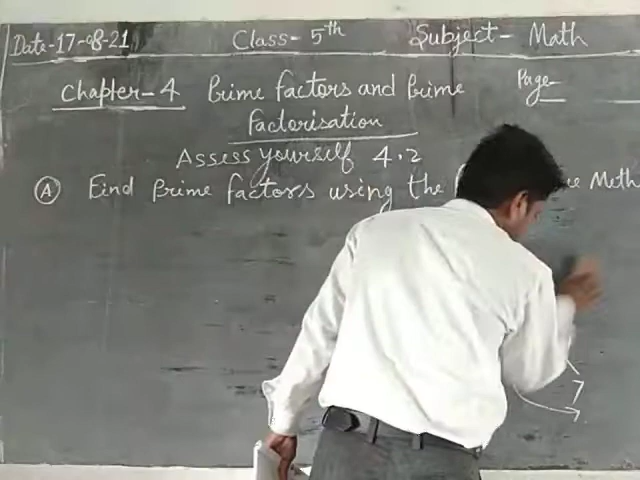 Date-17-08-21 Class- 5th Subject- Math
Chapter-4 Prime factors and Prime Page-
Factorisation
Assess yourself 4.2
(A) Find Prime factors using the Meth
7